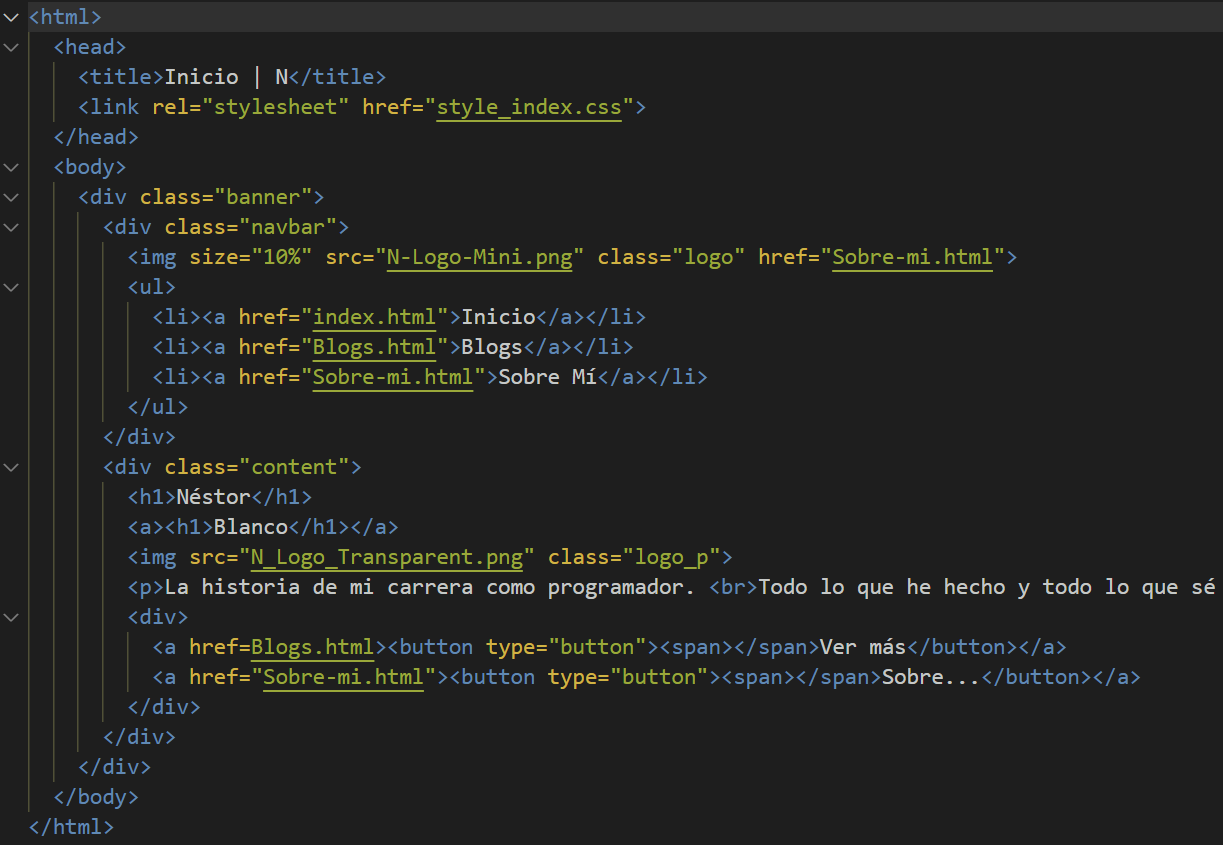 <html>
<head>
<title>Inicio | N</title>
<link rel="stylesheet" href="style_index.css">
</head>
<body>
<div class="banner">
<div class="navbar">
<img size="10%" src="N-Logo-Mini.png" class="logo" href="Sobre-mi.html">
<ul>
<li><a href="index.html">Inicio</a></li>
<li><a href="Blogs.html">Blogs</a></li>
<li><a href="Sobre-mi.html">Sobre Mí</a></li>
</ul>
</div>
<div class="content">
<h1>Néstor</h1>
<a><h1>Blanco</h1></a>
<img src="N_Logo_Transparent.png" class="logo_p">
<p>La historia de mi carrera como programador. <br>Todo lo que he hecho y todo lo que sé
<div>
<a href=Blogs.html><button type="button"><span></span>Ver más</button></a>
<a href="Sobre-mi.html"><button type="button"><span></span>Sobre...</button></a>
</div>
</div>
</div>
</body>
</html>